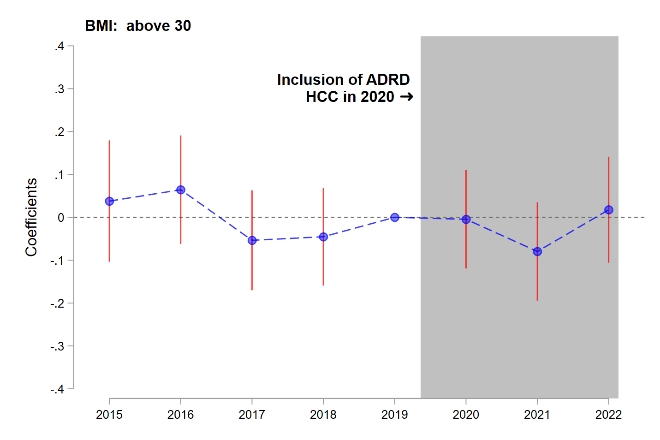 BMI:  above 30
.4
.3
.2
.1
0
-.1
-.2
-.3
-.4
Coefficients
Inclusion of ADRD
HCC in 2020 ➔
2015 2016 2017 2018 2019 2020 2021 2022